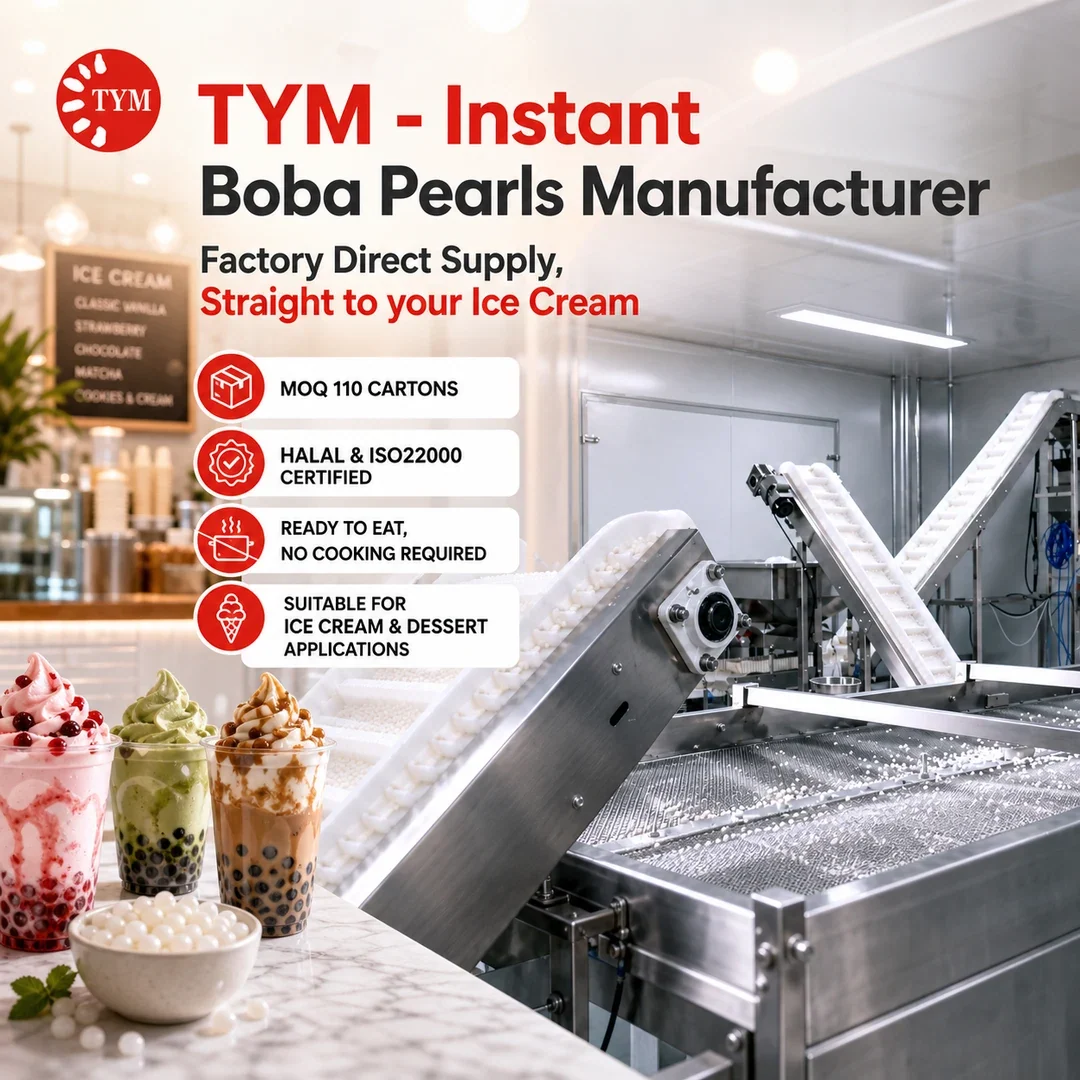 TYM
TYM - Instant
Boba Pearls Manufacturer
Factory Direct Supply,
Straight to your Ice Cream
ICE CREAM
CLASSIC VANILLA
STRAWBERRY
CHOCOLATE
MATCHA
COOKIES & CREAM
MOQ 110 CARTONS
HALAL & ISO22000
CERTIFIED
READY TO EAT,
NO COOKING REQUIRED
SUITABLE FOR
ICE CREAM & DESSERT
APPLICATIONS